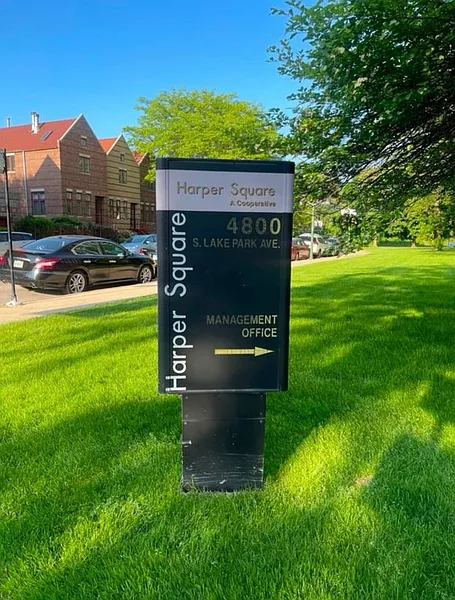 Harper Square
A Cooperative
4800
S. LAKE PARK AVE.
Harper Square
MANAGEMENT
OFFICE